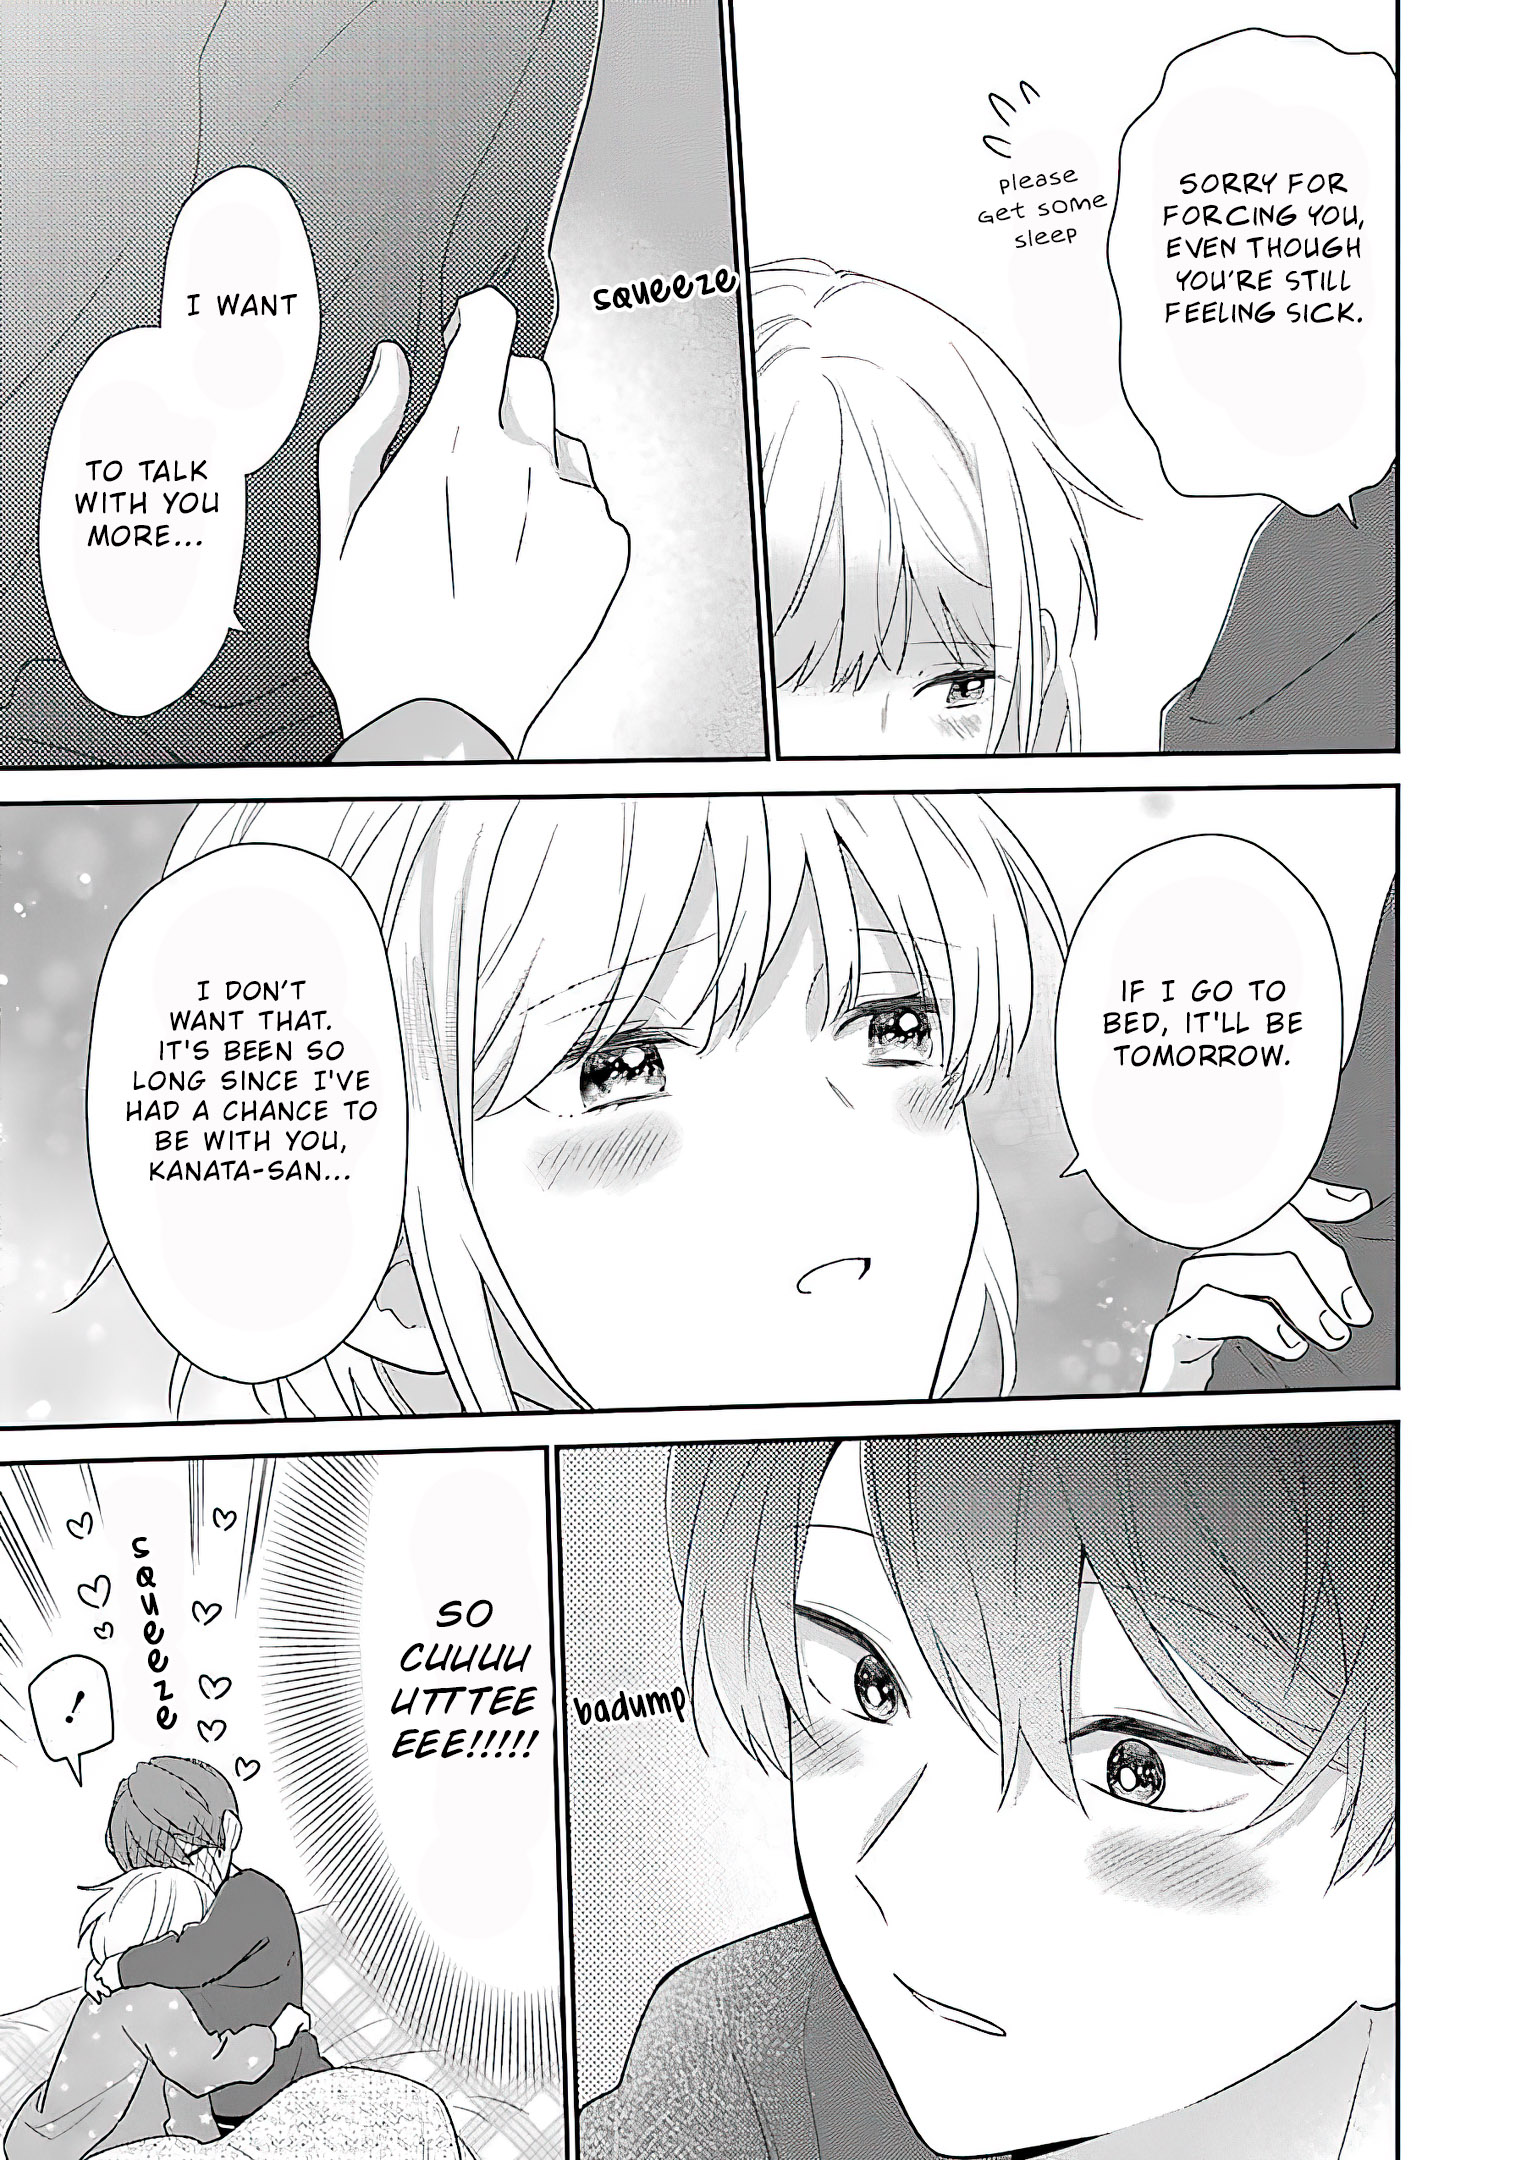 SORRY FOR
FORCING YOU,
EVEN THOUGH
YOU'RE STILL
FEELING SICK.
please
Get some
sleep
squeeze
I WANT
TO TALK
WITH YOU
MORE...
IF I GO TO
BED, IT'LL BE
TOMORROW.
I DON'T
WANT THAT.
IT'S BEEN SO
LONG SINCE I'VE
HAD A CHANCE TO
BE WITH YOU,
KANATA-SAN...
badump
SO
CUUUU
UTTTEE
EEE!!!!!
squeeze
!